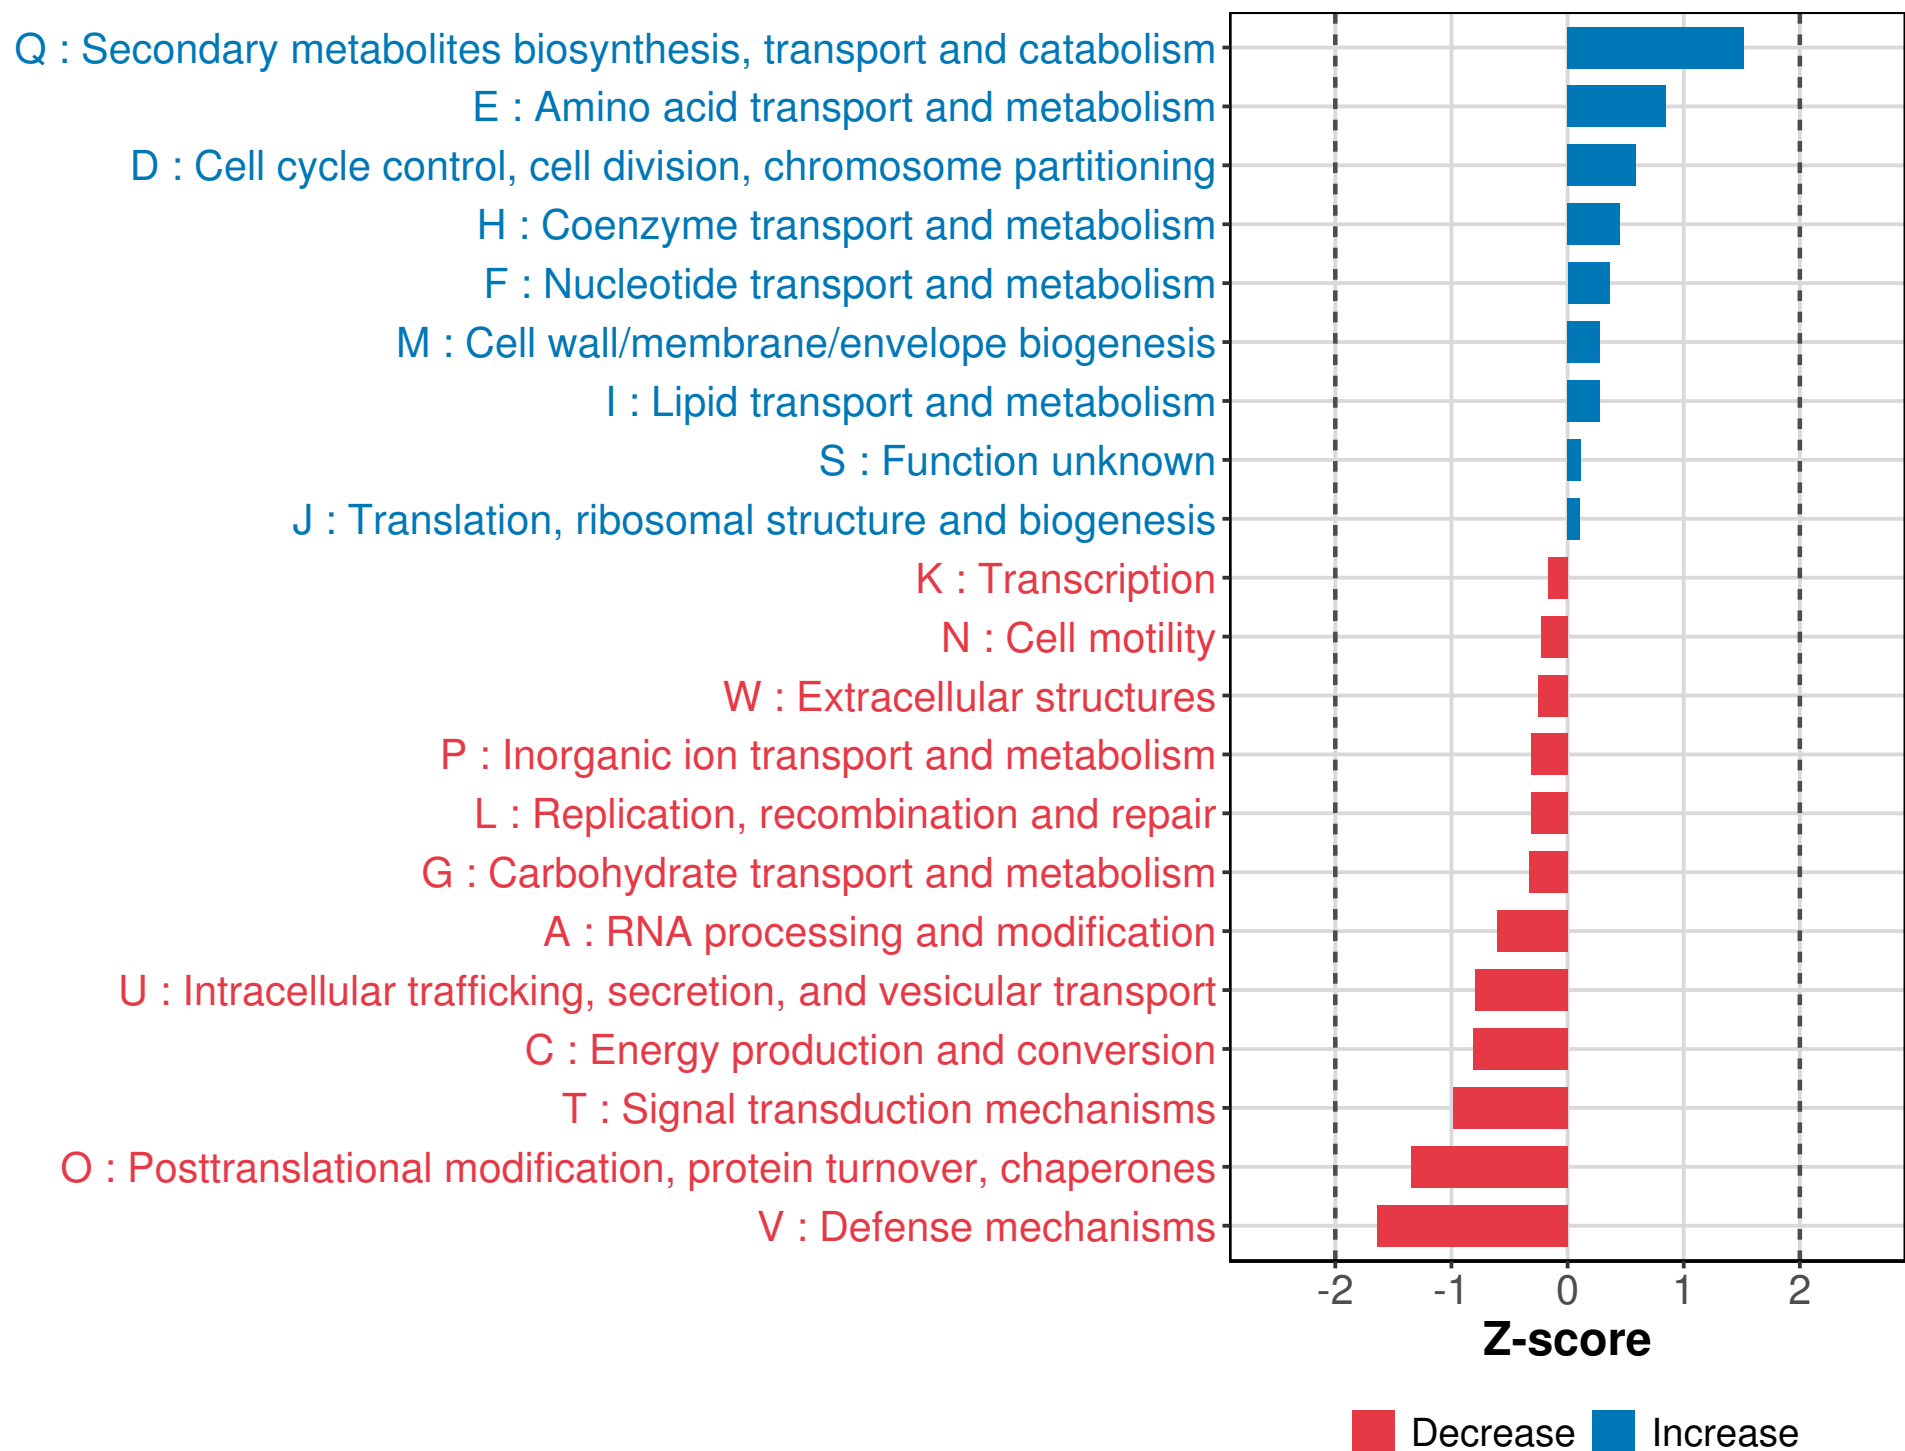 Q : Secondary metabolites biosynthesis, transport and catabolism
E : Amino acid transport and metabolism
D : Cell cycle control, cell division, chromosome partitioning
H : Coenzyme transport and metabolism
F : Nucleotide transport and metabolism
M : Cell wall/membrane/envelope biogenesis
I : Lipid transport and metabolism
S : Function unknown
J : Translation, ribosomal structure and biogenesis
K : Transcription
N : Cell motility
W : Extracellular structures
P : Inorganic ion transport and metabolism
L : Replication, recombination and repair
G : Carbohydrate transport and metabolism
A : RNA processing and modification
U : Intracellular trafficking, secretion, and vesicular transport
C : Energy production and conversion
T : Signal transduction mechanisms
O : Posttranslational modification, protein turnover, chaperones
V : Defense mechanisms
-2 -1 0 1 2
Z-score
Decrease Increase